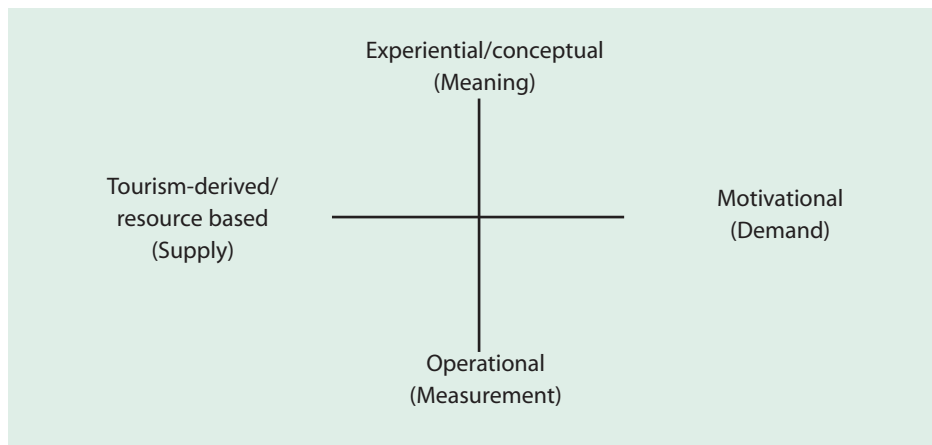 Experiential/conceptual
(Meaning)
Tourism-derived/
resource based
(Supply)
Motivational
(Demand)
Operational
(Measurement)